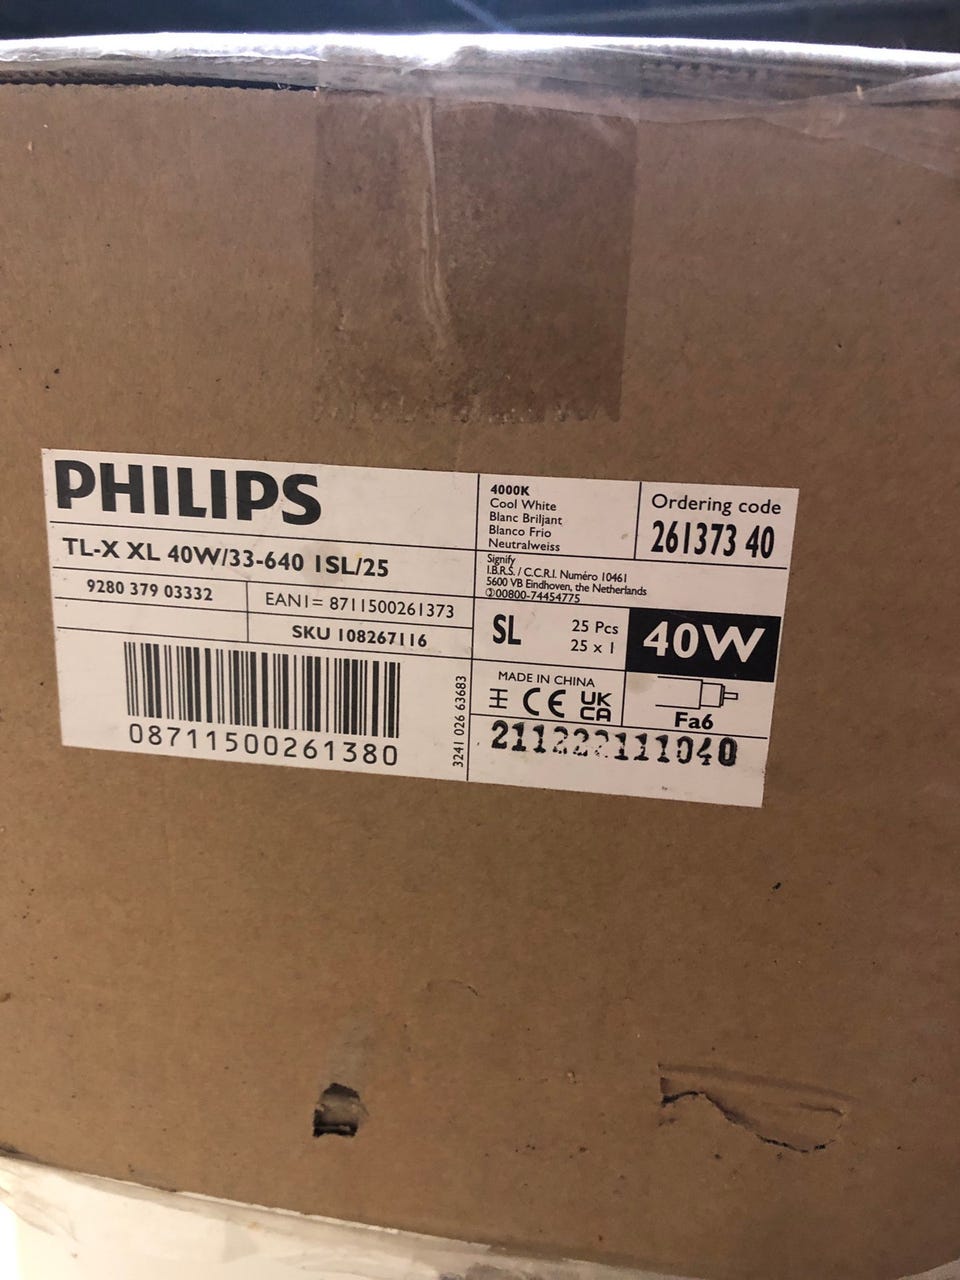 PHILIPS
TL-X XL 40W/33-640 1SL/25
9280 379 03332
EAN1= 8711500261373
SKU 108267116
08711500261380
3241 026 63683
4000K
Cool White
Blanc Briljant
Blanco Frio
Neutralweiss
Ordering code
261373 40
Signify
I.B.R.S. / C.C.R.I. Numéro 10461
5600 VB Eindhoven, the Netherlands
00800-74454775
SL
25 Pcs
25 x 1
40W
MADE IN CHINA
CE
UK
CA
Fa6
211222111040